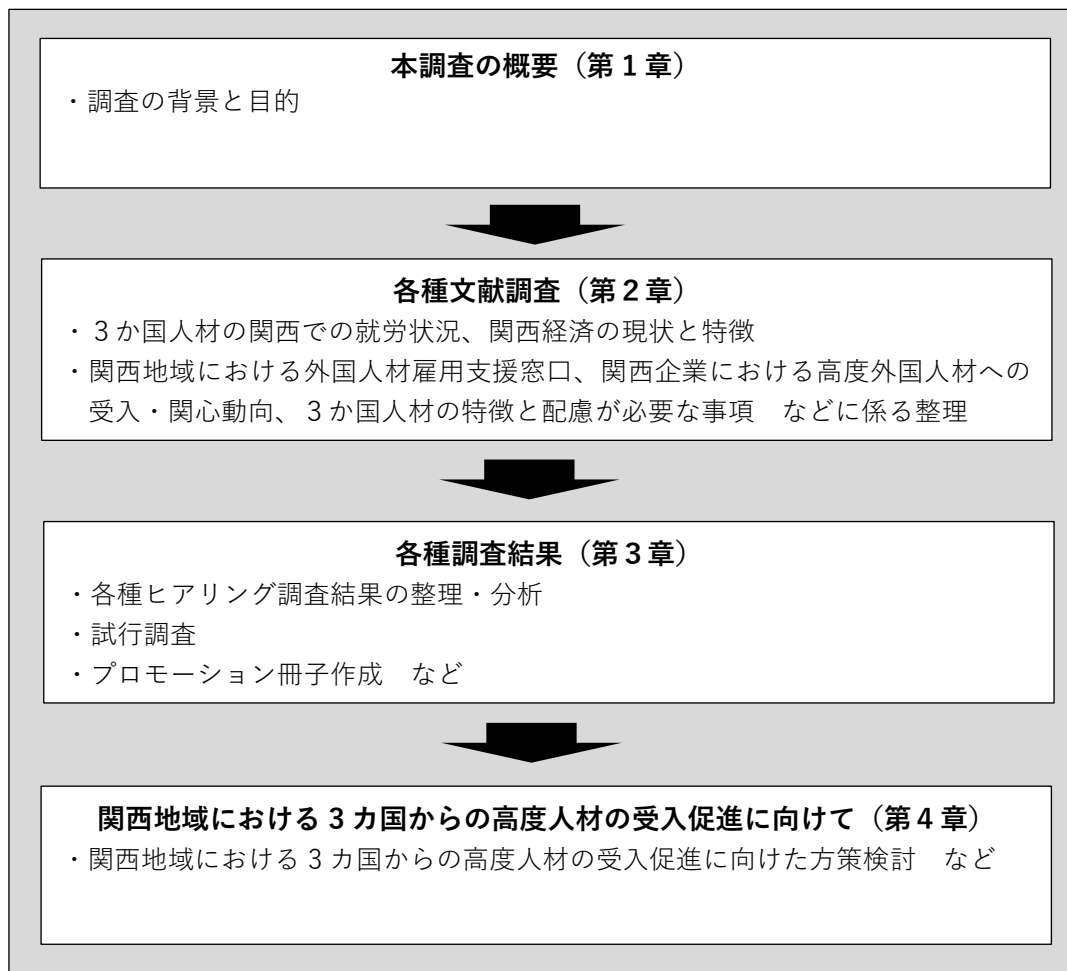 本調査の概要（第１章）
・調査の背景と目的
各種文献調査（第２章）
・３か国人材の関西での就労状況、関西経済の現状と特徴
・関西地域における外国人材雇用支援窓口、関西企業における高度外国人材への
受入・関心動向、３か国人材の特徴と配慮が必要な事項　などに係る整理
各種調査結果（第３章）
・各種ヒアリング調査結果の整理・分析
・試行調査
・プロモーション冊子作成　など
関西地域における３カ国からの高度人材の受入促進に向けて（第４章）
・関西地域における３カ国からの高度人材の受入促進に向けた方策検討　など